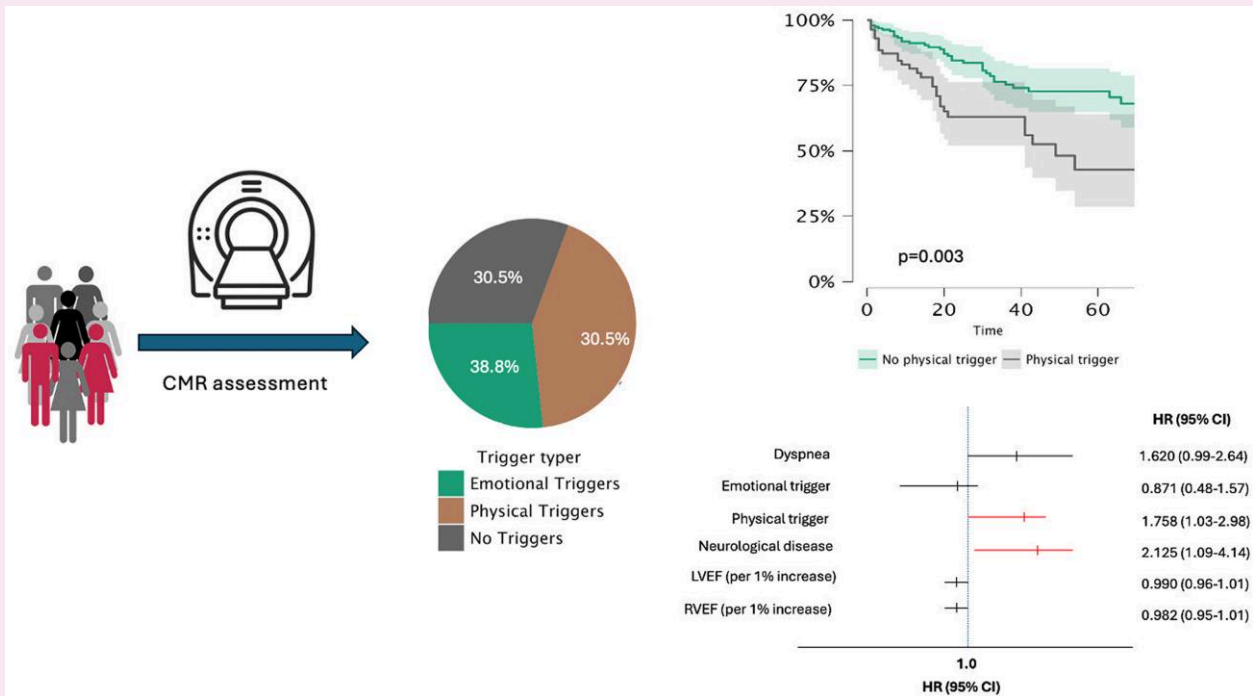 CMR assessment
30.5%
30.5%
38.8%
Trigger typer
Emotional Triggers
Physical Triggers
No Triggers
100%
75%
50%
25%
0%
p=0.003
0 20 40 60
Time
No physical trigger Physical trigger
HR (95% CI)
Dyspnea 1.620 (0.99-2.64)
Emotional trigger 0.871 (0.48-1.57)
Physical trigger 1.758 (1.03-2.98)
Neurological disease 2.125 (1.09-4.14)
LVEF (per 1% increase) 0.990 (0.96-1.01)
RVEF (per 1% increase) 0.982 (0.95-1.01)
1.0
HR (95% CI)